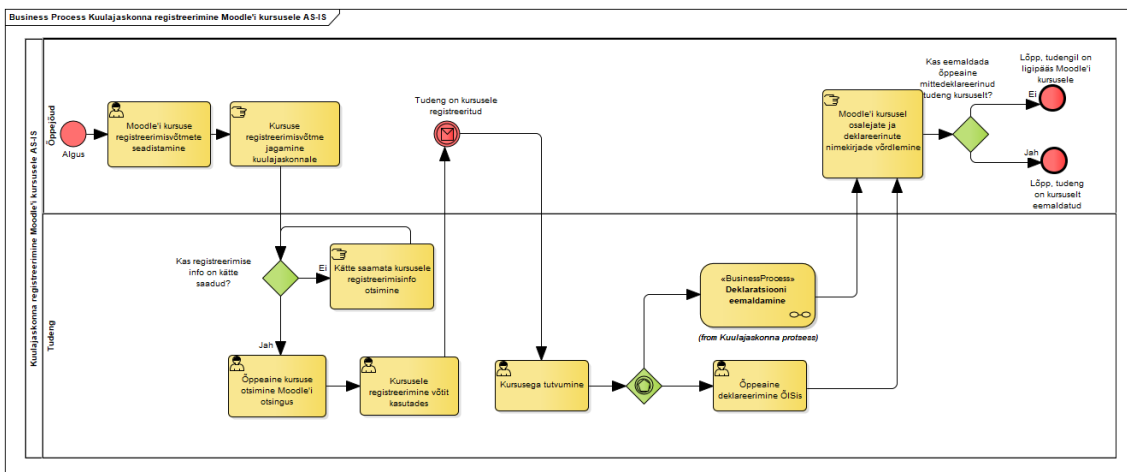 Business Process Kuulajaskonna registreerimine Moodle'i kursusele AS-IS
Kuulajaskonna registreerimine Moodle'i kursusele AS-IS
Õppejõud
Algus
Moodle'i kursuse
registreerimisvõtmete
seadistamine
Kursuse
registreerimisvõtme
jagamine
kuulajaskonnale
Tudeng on kursusele
registreeritud
Moodle'i kursusel
osalejate ja
deklareerinute
nimekirjade võrdlemine
Kas eemaldada
õppeaine
mittedeklareerinud
tudeng kursuselt?
Ei
Lõpp, tudengil on
ligipääs Moodle'i
kursusele
Jah
Lõpp, tudeng
on kursuselt
eemaldatud
Tudeng
Kas registreerimise
info on kätte
saadud?
Ei
Kätte saamata kursusele
registreerimisinfo
otsimine
Jah
Õppeaine kursuse
otsimine Moodle'i
otsingus
Kursusele
registreerimine võtit
kasutades
Kursusega tutvumine
«BusinessProcess»
Deklaratsiooni
eemaldamine
(from Kuulajaskonna protsess)
Õppeaine
deklareerimine ÕISis